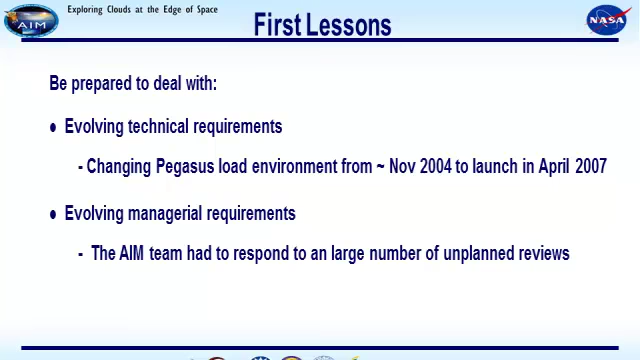 AIM
Exploring Clouds at the Edge of Space
First Lessons
NASA
Be prepared to deal with:
● Evolving technical requirements
- Changing Pegasus load environment from ~ Nov 2004 to launch in April 2007
● Evolving managerial requirements
- The AIM team had to respond to an large number of unplanned reviews